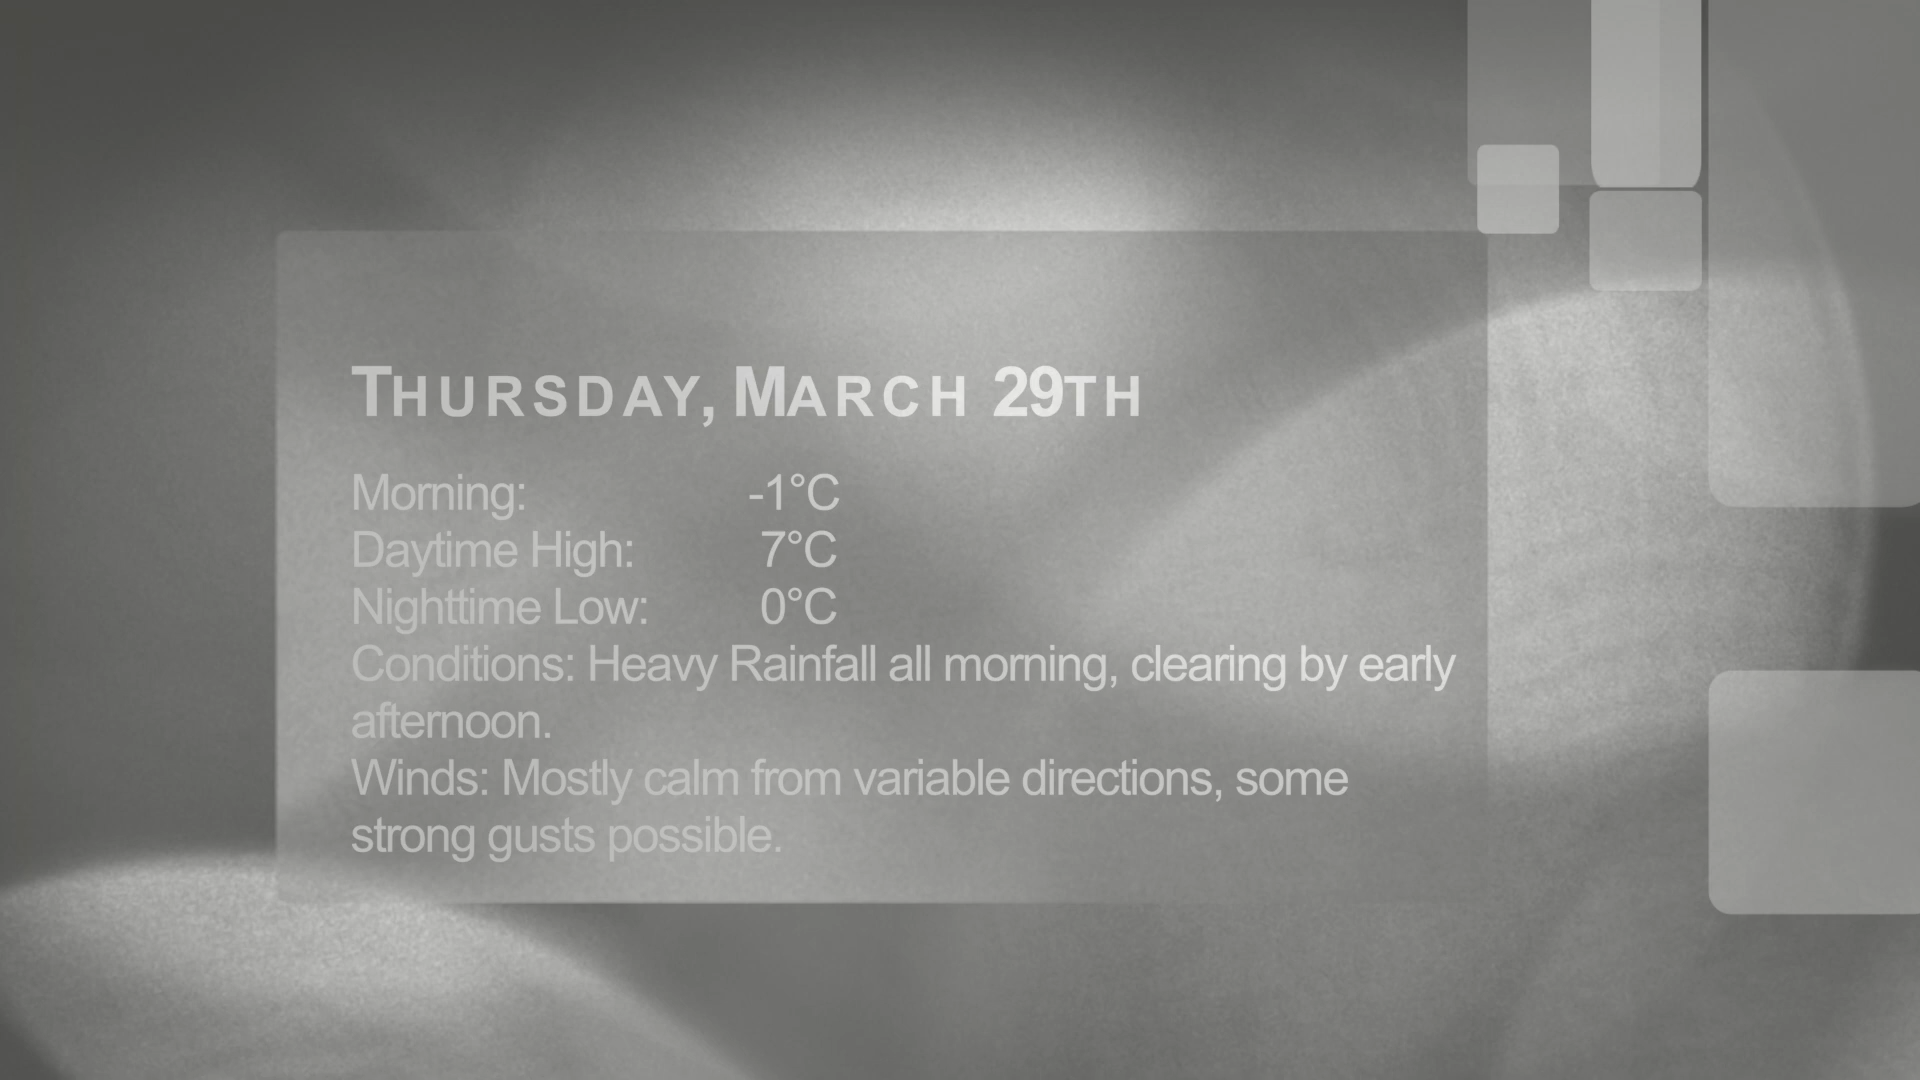 Thursday, March 29th
Morning: -1°C
Daytime High: 7°C
Nighttime Low: 0°C
Conditions: Heavy Rainfall all morning, clearing by early
afternoon.
Winds: Mostly calm from variable directions, some
strong gusts possible.